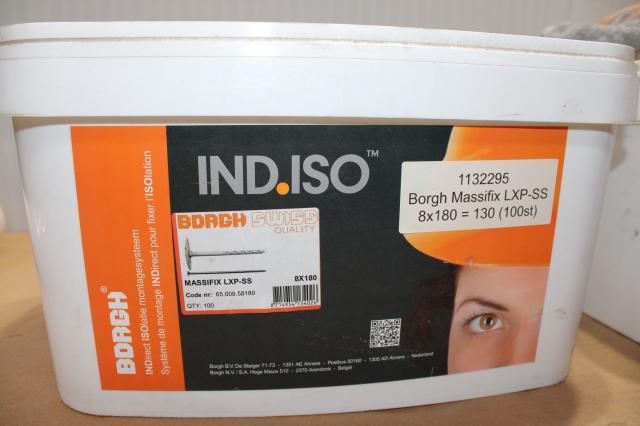 BORGH®
INDirect ISOlatie montagesysteem
Système de montage INDirect pour fixer l'ISOlation
IND.ISO™
BORGH SWISS
QUALITY
MASSIFIX LXP-SS 8X180
Code nr: 65.008.58180
QTY: 100
1132295
Borgh Massifix LXP-SS
8x180 = 130 (100st)
Borgh B.V. De Steiger 71-73 - 1351 AE Almere - Postbus 50160 - 1305 AD Almere - Nederland
Borgh N.V. / S.A. Hoge Mauw 510 - 2370 Arendonk - België